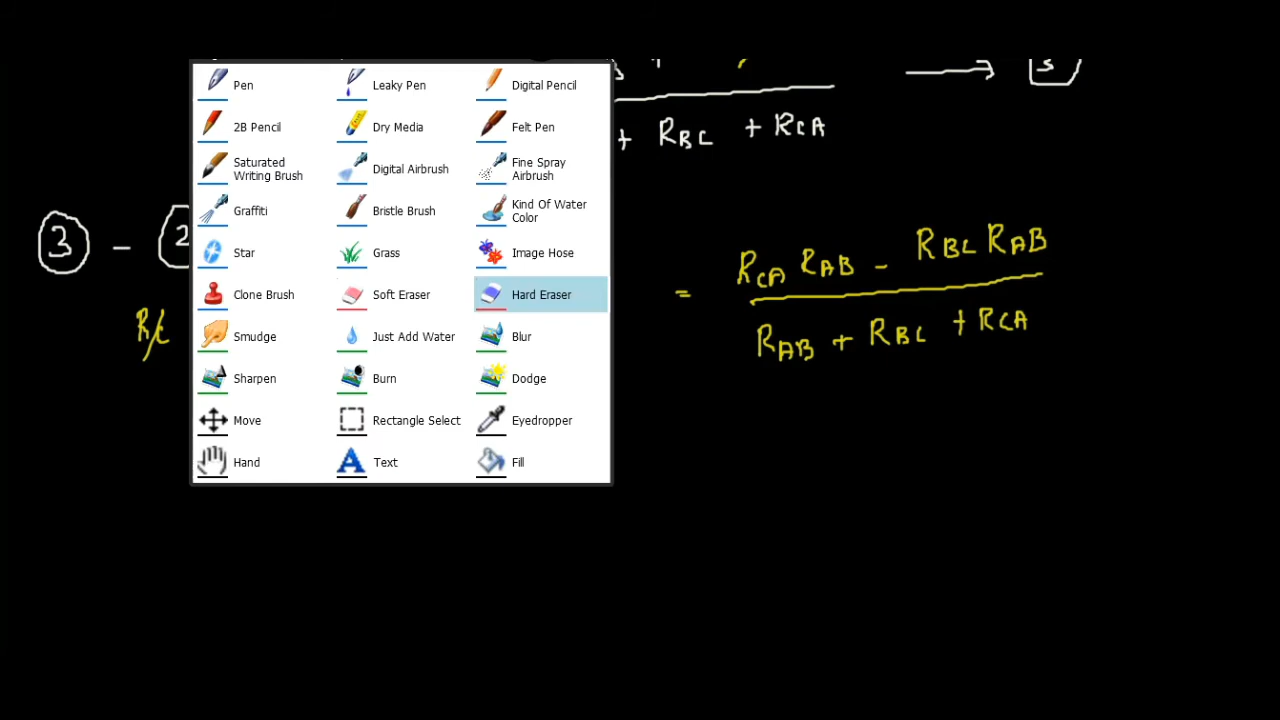 → 3
+ RBC + RCA
3 - 2
RCA RAB - RBC RAB
=
RAB + RBC + RCA
Pen Leaky Pen Digital Pencil
2B Pencil Dry Media Felt Pen
Saturated Writing Brush Digital Airbrush Fine Spray Airbrush
Graffiti Bristle Brush Kind Of Water Color
Star Grass Image Hose
Clone Brush Soft Eraser Hard Eraser
Smudge Just Add Water Blur
Sharpen Burn Dodge
Move Rectangle Select Eyedropper
Hand Text Fill